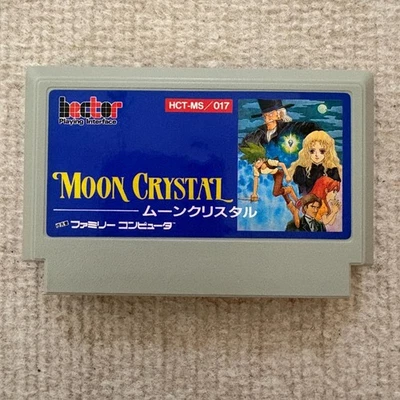 hector
Playing Interface
HCT-MS/017
MOON CRYSTAL
ムーンクリスタル
ファミリー コンピュータ